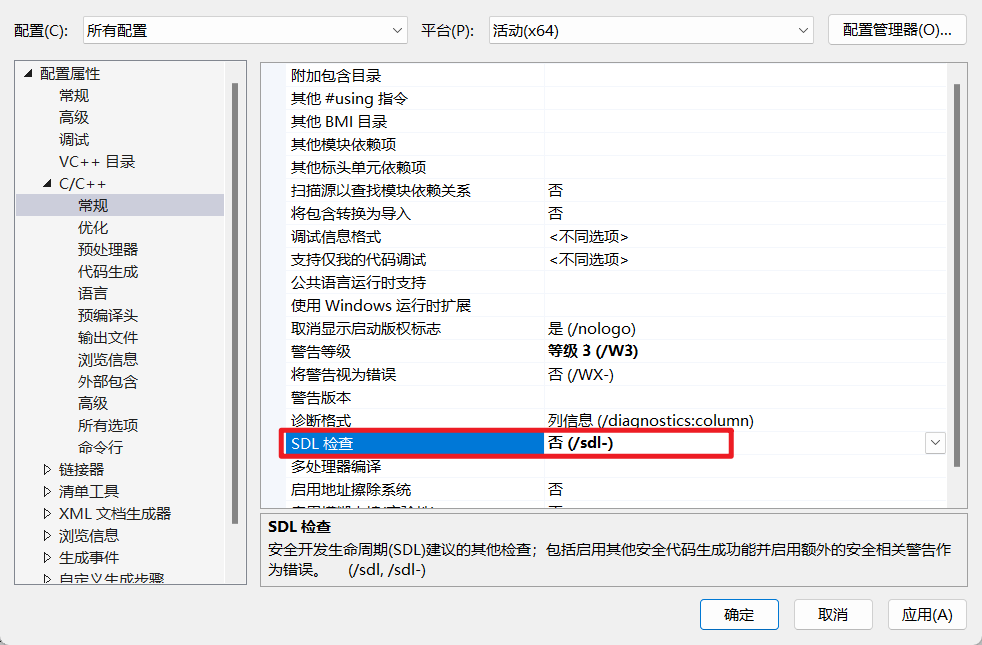 配置(C): 所有配置 平台(P): 活动(x64) 配置管理器(O)...
配置属性
常规
高级
调试
VC++ 目录
C/C++
常规
优化
预处理器
代码生成
语言
预编译头
输出文件
浏览信息
外部包含
高级
所有选项
命令行
链接器
清单工具
XML 文档生成器
浏览信息
生成事件
自定义生成步骤
附加包含目录
其他 #using 指令
其他 BMI 目录
其他模块依赖项
其他标头单元依赖项
扫描源以查找模块依赖关系 否
将包含转换为导入 否
调试信息格式 <不同选项>
支持仅我的代码调试 <不同选项>
公共语言运行时支持
使用 Windows 运行时扩展
取消显示启动版权标志 是 (/nologo)
警告等级 等级 3 (/W3)
将警告视为错误 否 (/WX-)
警告版本
诊断格式 列信息 (/diagnostics:column)
SDL 检查 否 (/sdl-)
多处理器编译
启用地址擦除系统 否
SDL 检查
安全开发生命周期(SDL)建议的其他检查；包括启用其他安全代码生成功能并启用额外的安全相关警告作
为错误。 (/sdl, /sdl-)
确定 取消 应用(A)